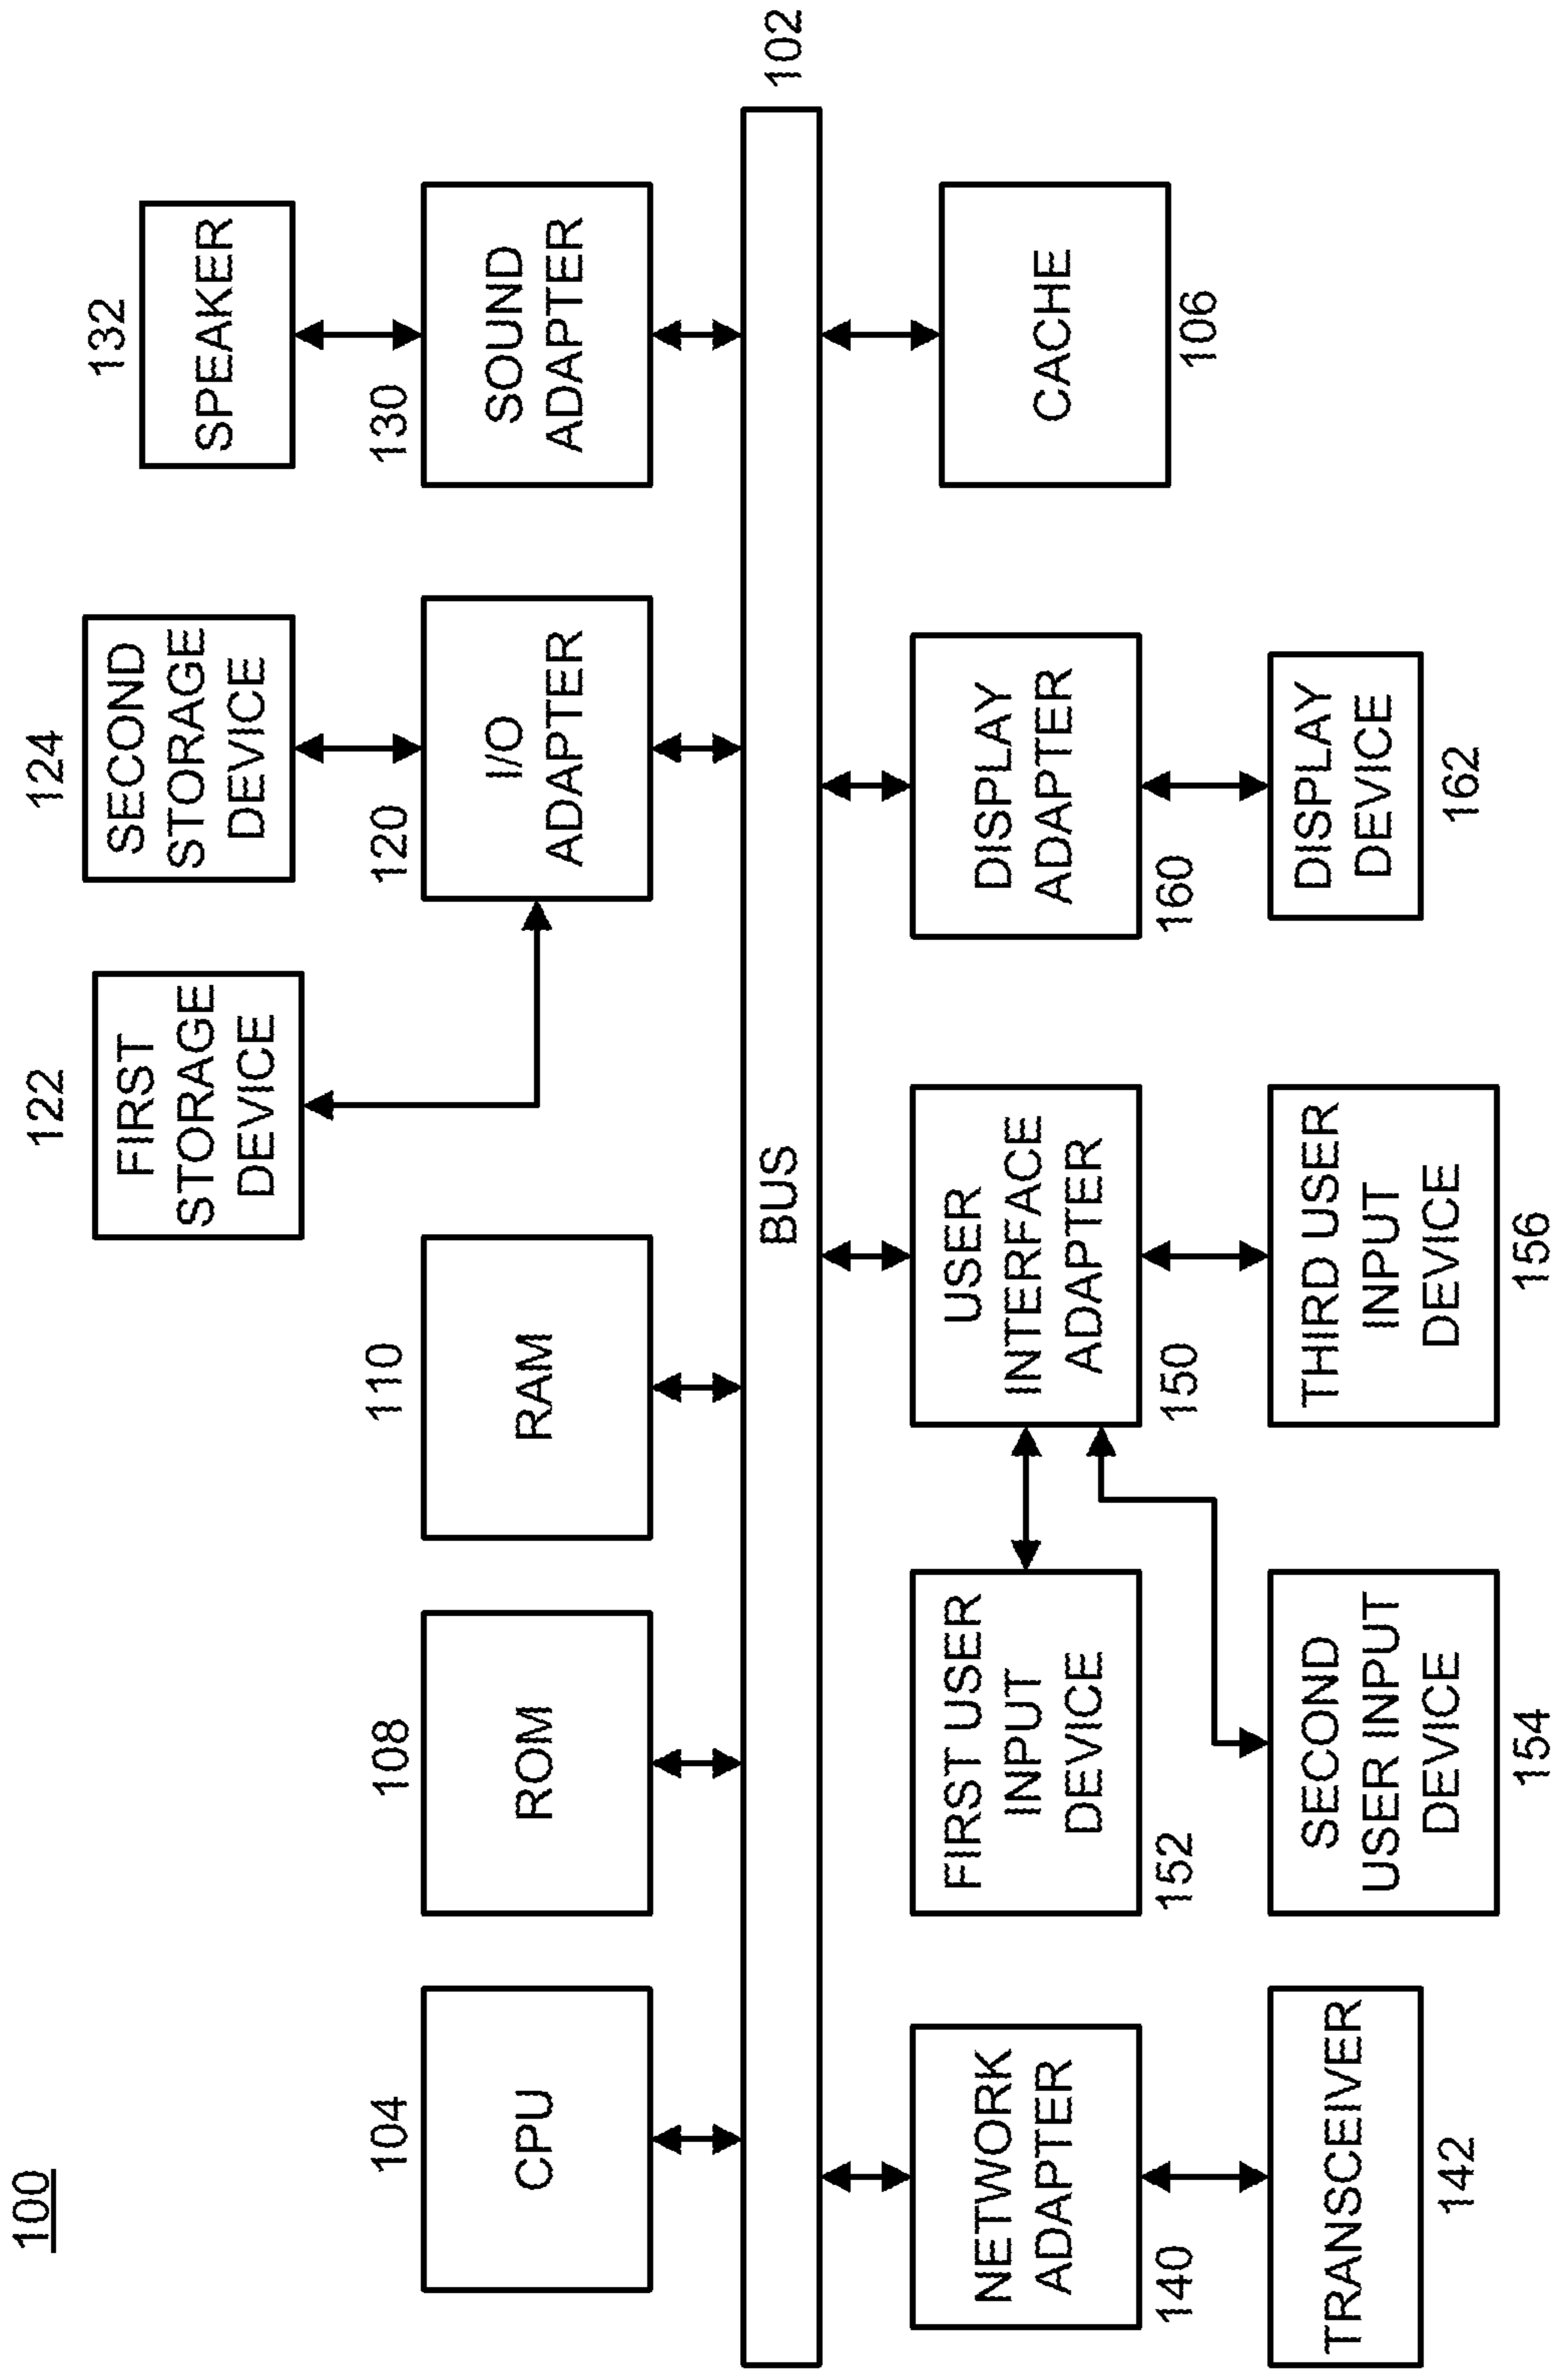 100
122
124
132
FIRST
STORAGE
DEVICE
SECOND
STORAGE
DEVICE
SPEAKER
104
108
110
120
130
CPU
ROM
RAM
I/O
ADAPTER
SOUND
ADAPTER
BUS
102
NETWORK
ADAPTER
FIRST USER
INPUT
DEVICE
USER
INTERFACE
ADAPTER
DISPLAY
ADAPTER
CACHE
140
152
150
160
106
TRANSCEIVER
SECOND
USER INPUT
DEVICE
THIRD USER
INPUT
DEVICE
DISPLAY
DEVICE
142
154
156
162